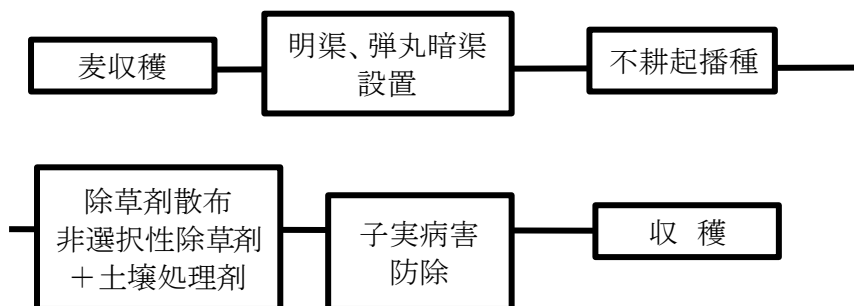 麦収穫
明渠、弾丸暗渠
設置
不耕起播種
除草剤散布
非選択性除草剤
＋土壌処理剤
子実病害
防除
収 穫